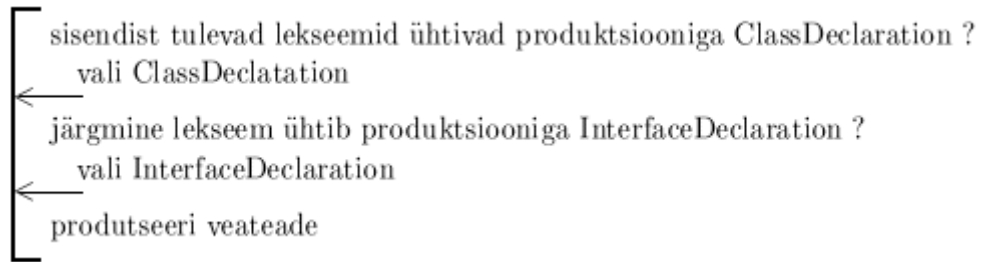 sisendist tulevad lekseemid ühtivad produktsiooniga ClassDeclaration ?
vali ClassDeclatation
järgmine lekseem ühtib produktsiooniga InterfaceDeclaration ?
vali InterfaceDeclaration
produtseeri veateade